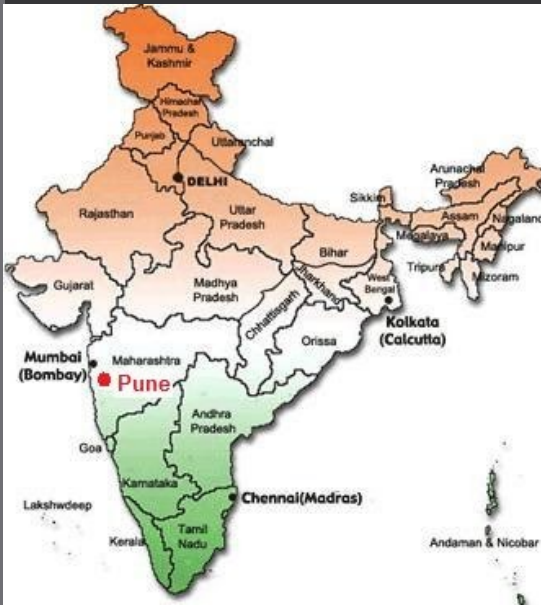 Jammu &
Kashmir
Himachal
Pradesh
Punjab
Uttaranchal
DELHI
Rajasthan
Uttar
Pradesh
Sikkim
Arunachal
Pradesh
Assam
Nagaland
Megalaya
Manipur
Bihar
Tripura
Mizoram
Gujarat
Madhya
Pradesh
Jharkhand
West
Bengal
Chhattisgarh
Kolkata
(Calcutta)
Orissa
Mumbai
(Bombay)
Maharashtra
Pune
Andhra
Pradesh
Goa
Karnataka
Chennai(Madras)
Lakshwdeep
Kerala
Tamil
Nadu
Andaman & Nicobar